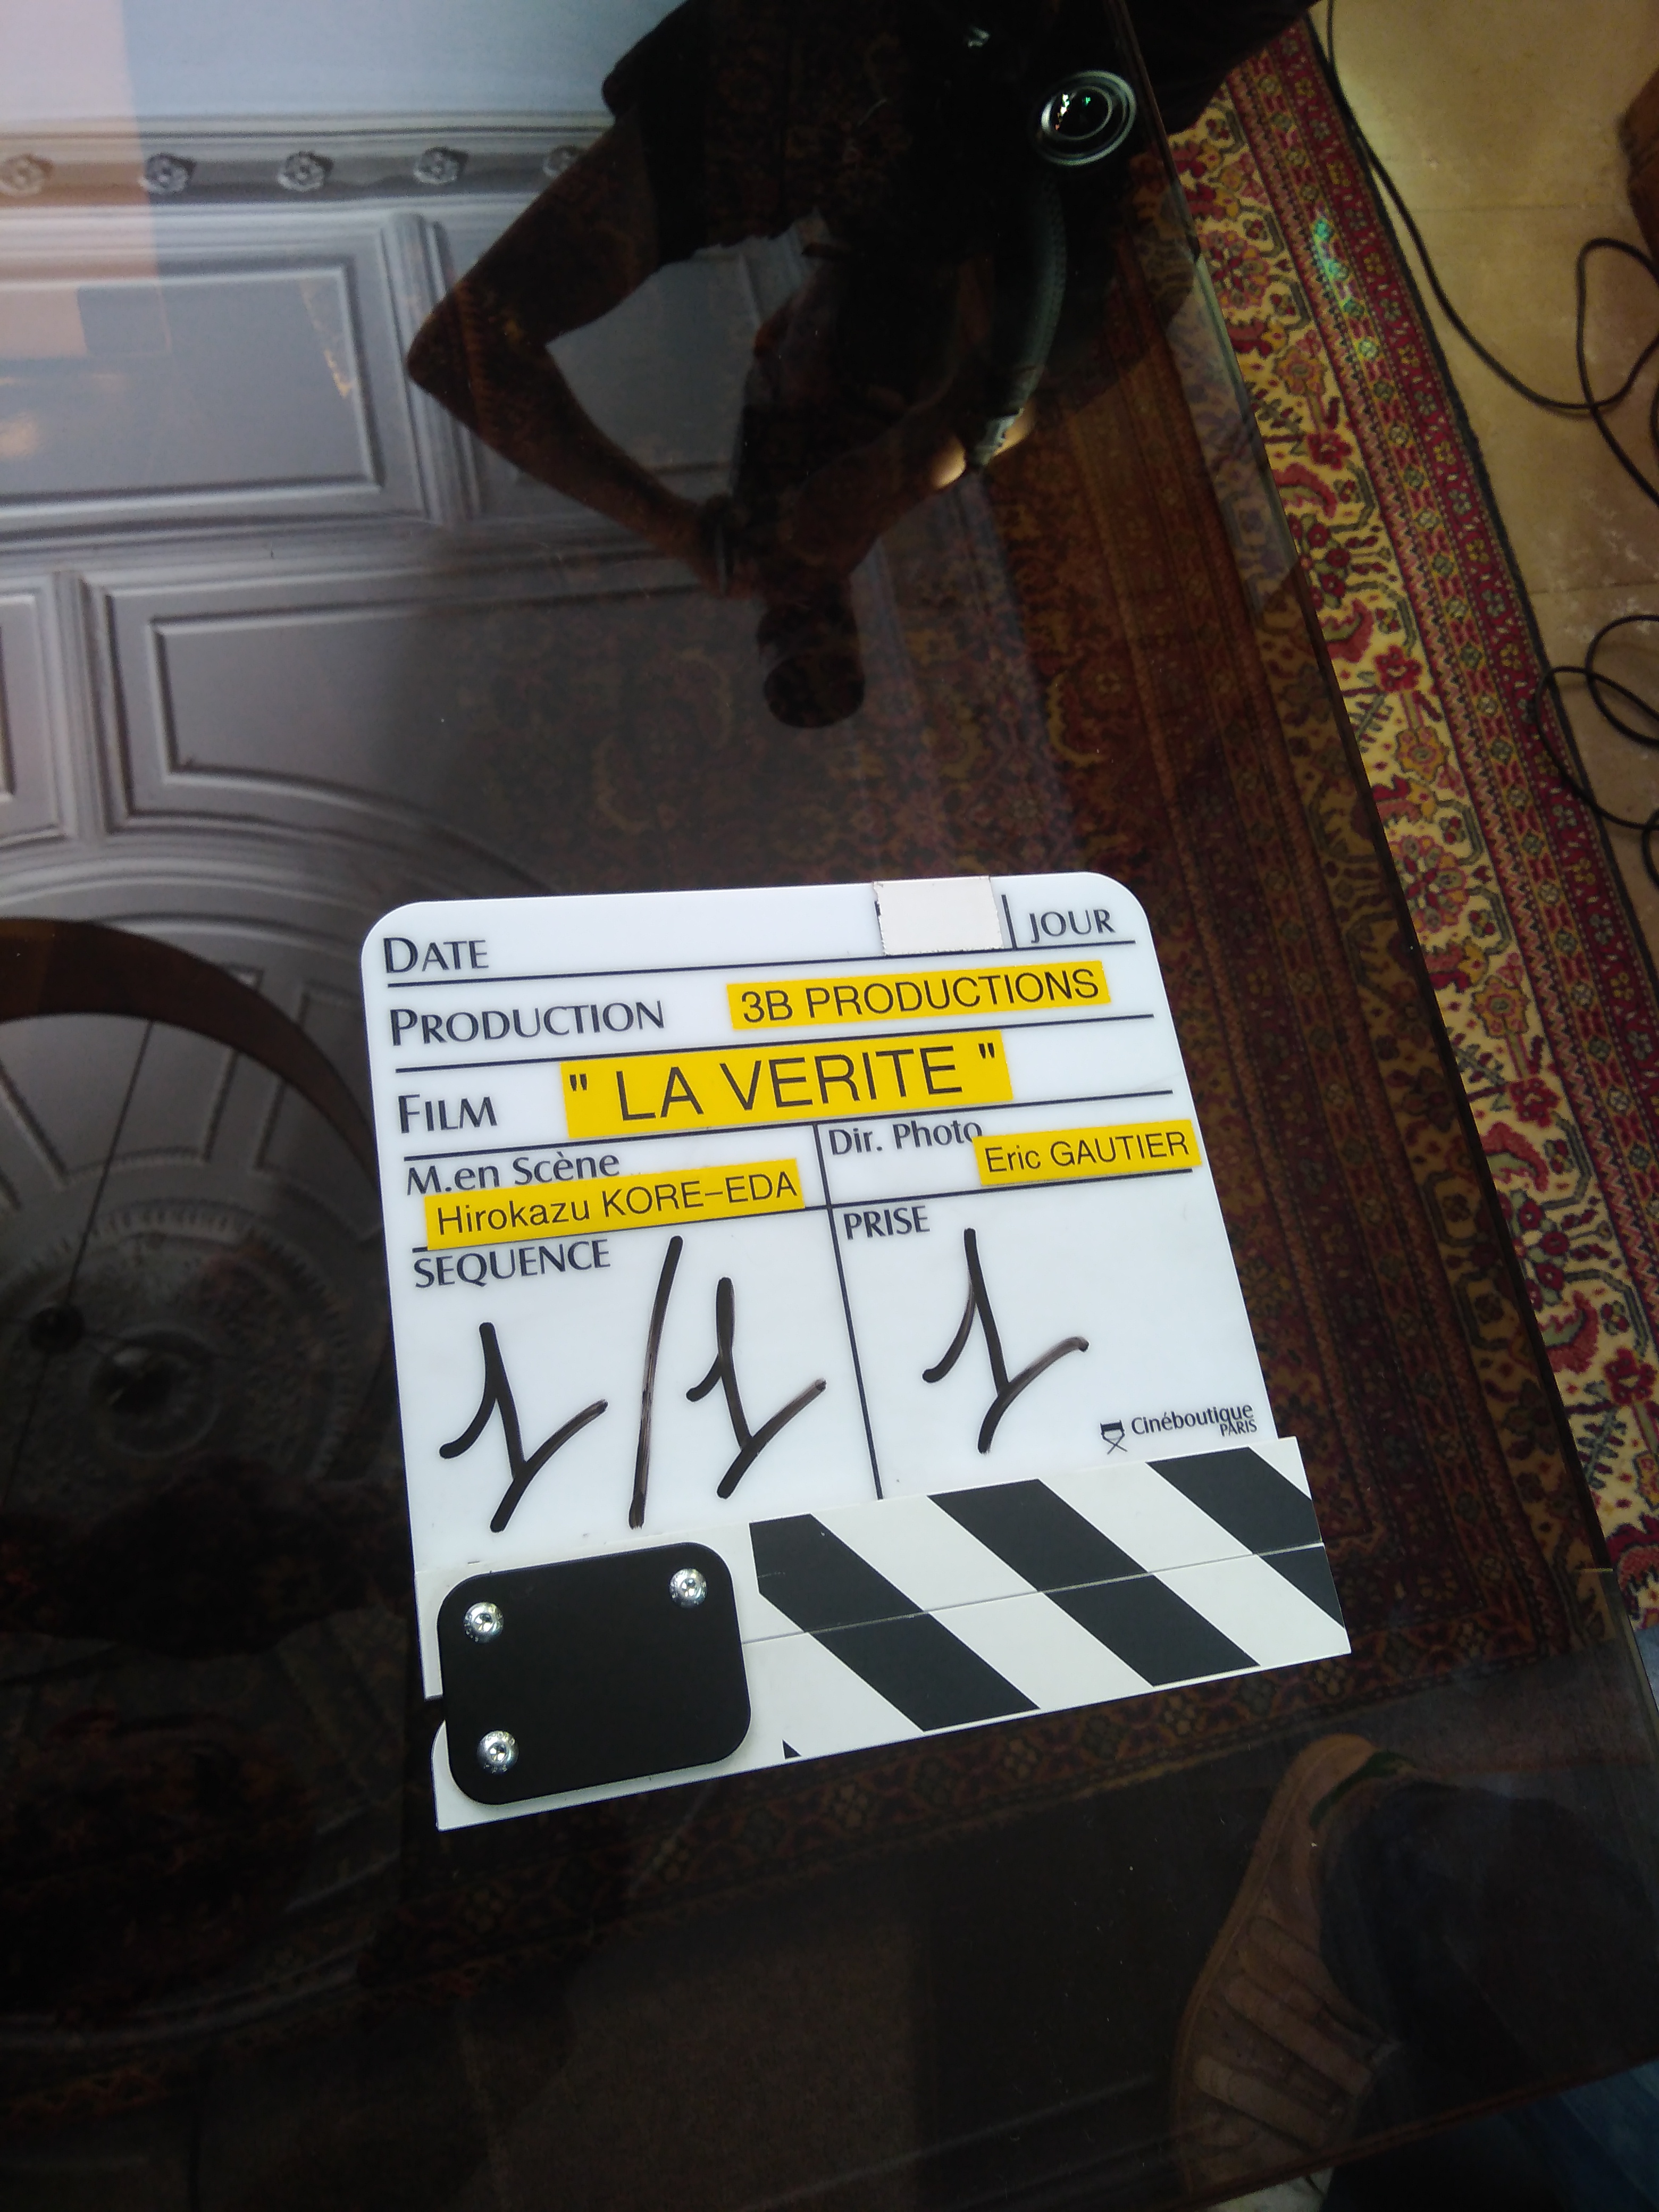 DATE
JOUR
PRODUCTION 3B PRODUCTIONS
FILM " LA VERITE "
M.en Scène
Hirokazu KORE-EDA
Dir. Photo
Eric GAUTIER
SEQUENCE
1/1
PRISE
1
Cinéboutique
PARIS